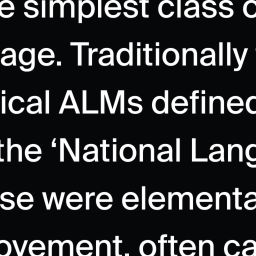 e simplest class o
age. Traditionally
ical ALMs defined
the ‘National Lang
se were elementa
ovement, often ca